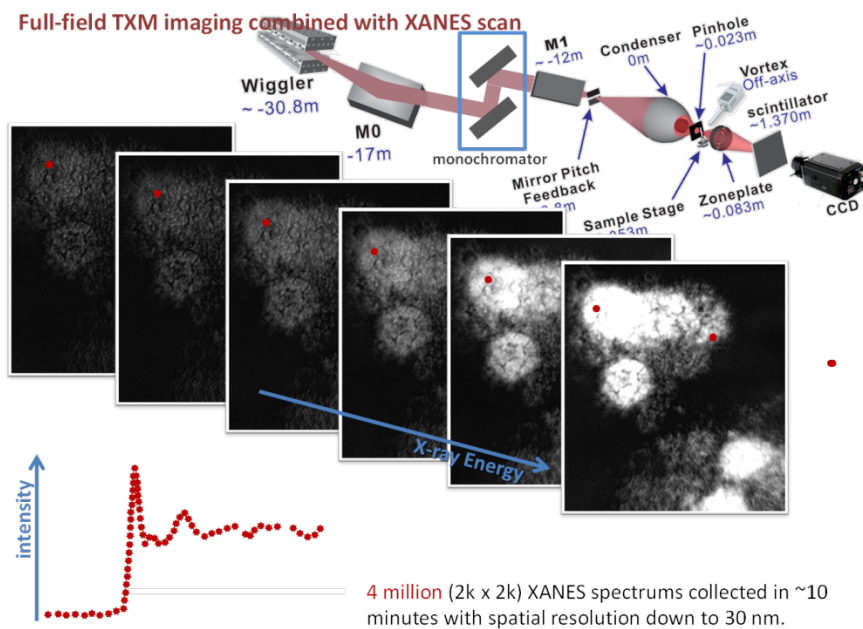 Full-field TXM imaging combined with XANES scan
Wiggler
~ -30.8m
M0
-17m
monochromator
M1
~ -12m
Mirror Pitch
Feedback
Condenser
0m
Pinhole
~0.023m
Vortex
Off-axis
scintillator
~1.370m
Sample Stage
Zoneplate
~0.083m
CCD
X-ray Energy
intensity
4 million (2k x 2k) XANES spectrums collected in ~10
minutes with spatial resolution down to 30 nm.